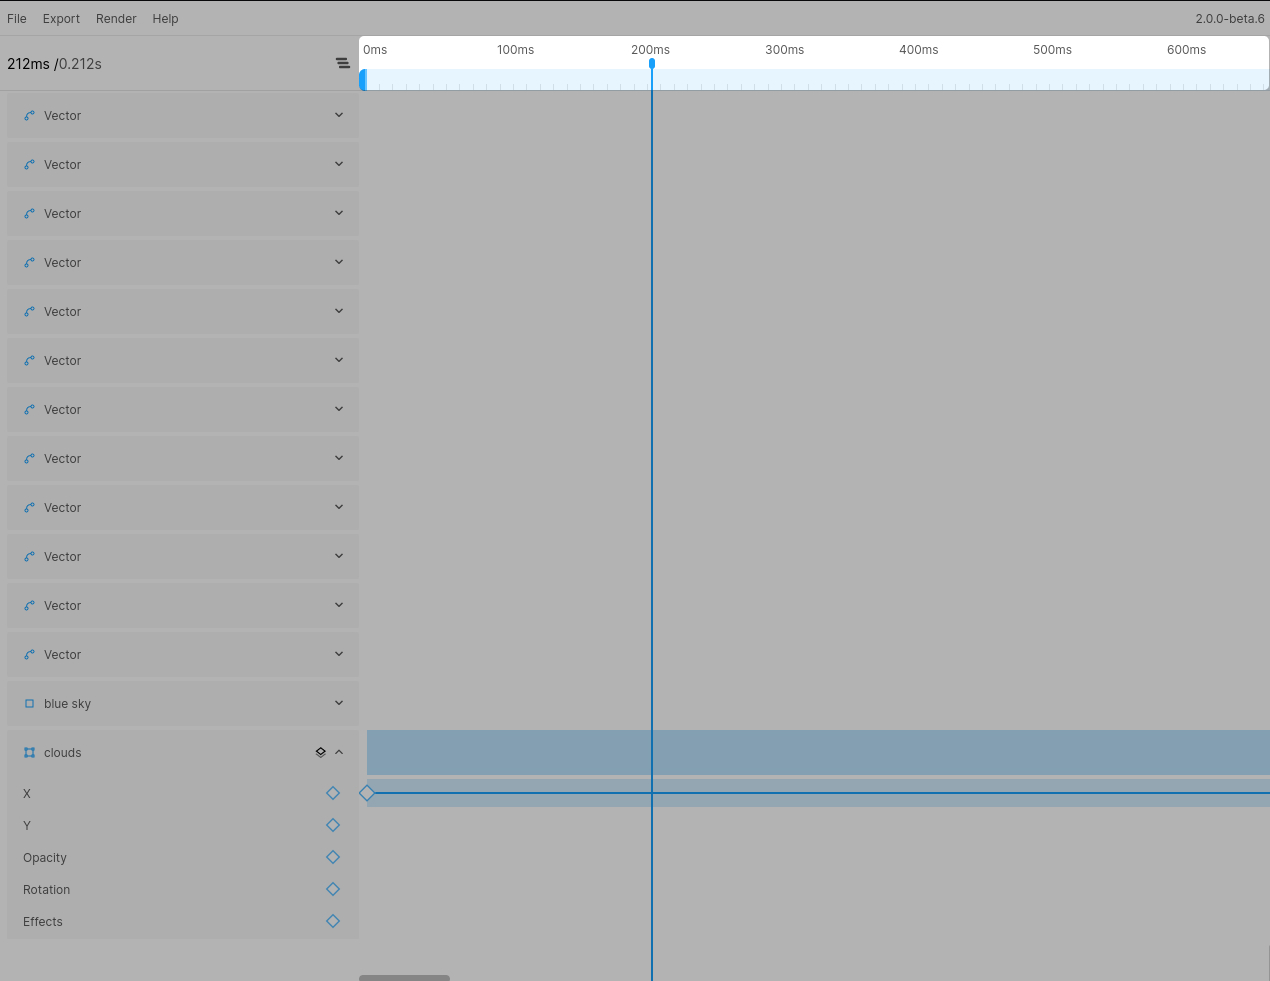 File Export Render Help 2.0.0-beta.6
212ms /0.212s
0ms 100ms 200ms 300ms 400ms 500ms 600ms
Vector
Vector
Vector
Vector
Vector
Vector
Vector
Vector
Vector
Vector
Vector
Vector
blue sky
clouds
X
Y
Opacity
Rotation
Effects